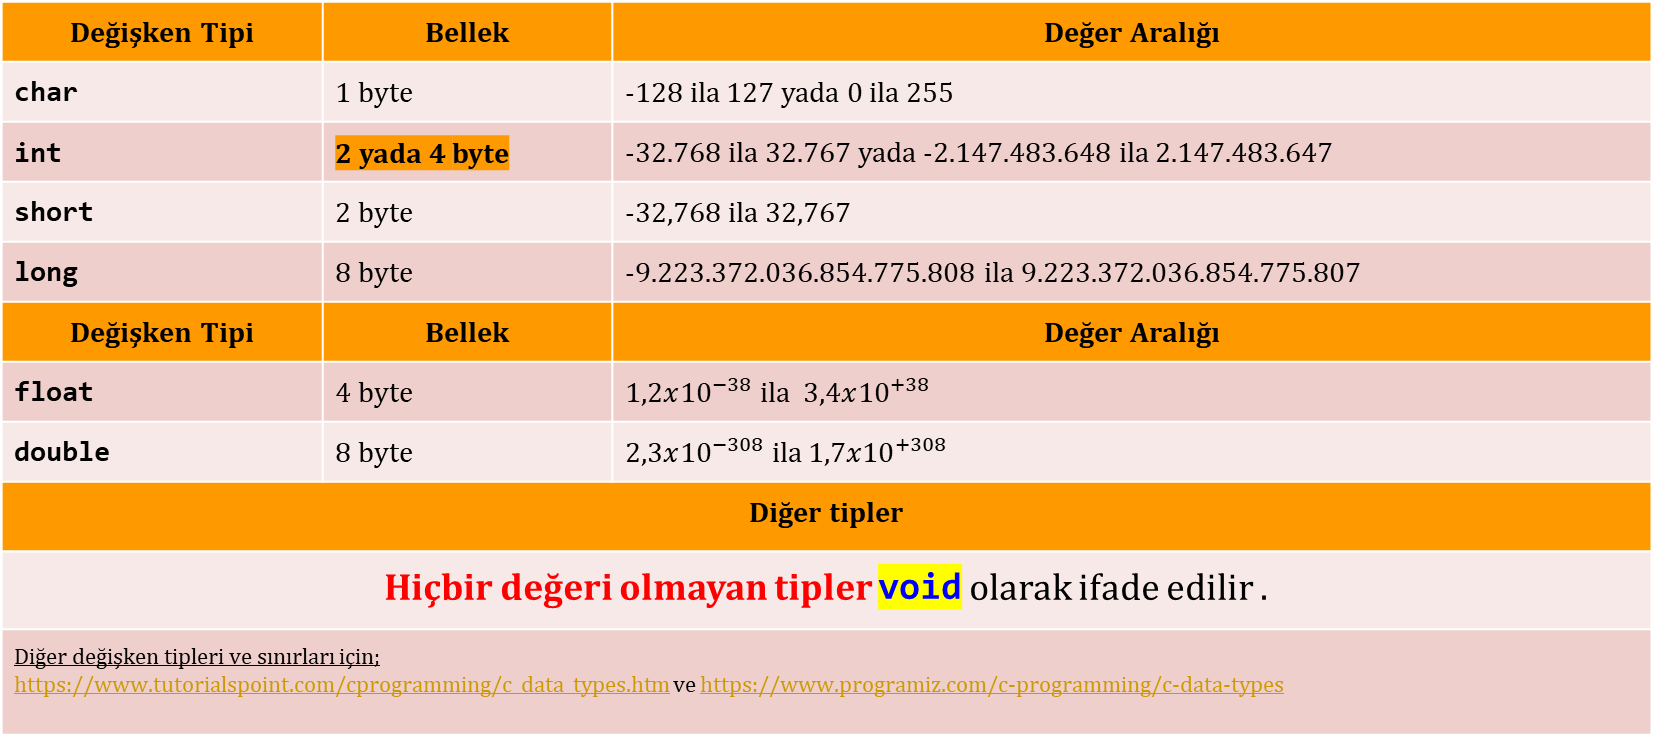 Değişken Tipi Bellek Değer Aralığı
char 1 byte -128 ila 127 yada 0 ila 255
int 2 yada 4 byte -32.768 ila 32.767 yada -2.147.483.648 ila 2.147.483.647
short 2 byte -32,768 ila 32,767
long 8 byte -9.223.372.036.854.775.808 ila 9.223.372.036.854.775.807
Değişken Tipi Bellek Değer Aralığı
float 4 byte 1,2x10⁻³⁸ ila 3,4x10⁺³⁸
double 8 byte 2,3x10⁻³⁰⁸ ila 1,7x10⁺³⁰⁸
Diğer tipler
Hiçbir değeri olmayan tipler void olarak ifade edilir .
Diğer değişken tipleri ve sınırları için;
https://www.tutorialspoint.com/cprogramming/c_data_types.htm ve https://www.programiz.com/c-programming/c-data-types